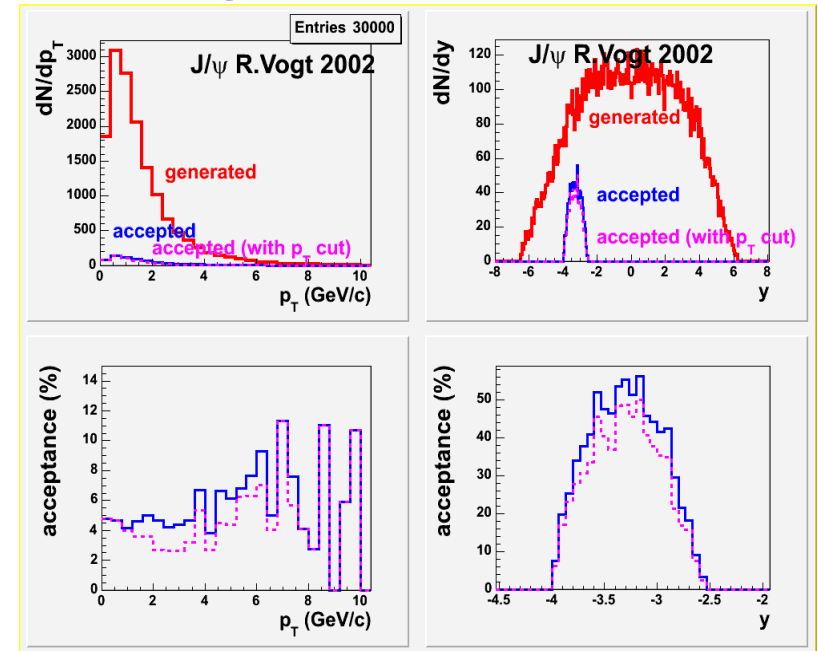 Entries 30000
J/ψ R.Vogt 2002
dN/dp_T
3000
2500
2000
1500
1000
500
0
generated
accepted
accepted (with p_T cut)
0 2 4 6 8 10
p_T (GeV/c)
J/ψ R.Vogt 2002
dN/dy
120
100
80
60
40
20
0
generated
accepted
accepted (with p_T cut)
-8 -6 -4 -2 0 2 4 6 8
y
acceptance (%)
14
12
10
8
6
4
2
0
0 2 4 6 8 10
p_T (GeV/c)
acceptance (%)
50
40
30
20
10
0
-4.5 -4 -3.5 -3 -2.5 -2
y